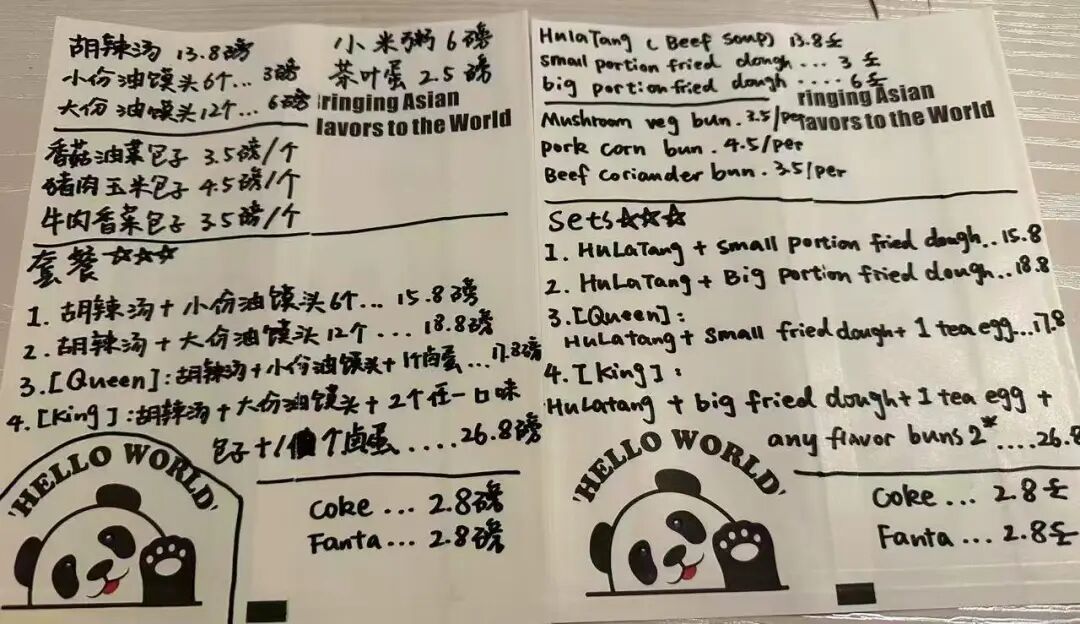 胡辣汤 13.8磅
小份油馍头6个... 3磅
大份油馍头12个... 6磅
小米粥 6磅
茶叶蛋 2.5磅
ringing Asian
lavors to the World
香菇油菜包子 3.5磅/个
猪肉玉米包子 4.5磅/个
牛肉香菜包子 3.5磅/个
套餐☆☆☆
1. 胡辣汤+小份油馍头6个... 15.8磅
2. 胡辣汤+大份油馍头12个... 18.8磅
3.[Queen]:胡辣汤+小份油馍头+1个卤蛋...17.8磅
4.[King]:胡辣汤+大份油馍头+2个任一口味
包子+1个卤蛋.....26.8磅
'HELLO WORLD'
Coke ... 2.8磅
Fanta ... 2.8磅
HulaTang ( Beef Soup) 13.8£
small portion fried dough ... 3 £
big portion fried dough .... 6£
ringing Asian
avors to the World
Mushroom veg bun. 3.5/per
pork corn bun. 4.5/per
Beef coriander bun. 3.5/per
Sets☆☆☆
1. HuLaTang + small portion fried dough..15.8
2. HuLaTang + Big portion fried dough..18.8
3.[Queen]:
HuLatang + small fried dough+ 1 tea egg...17.8
4.[king]:
HuLatang + big fried dough+1 tea egg +
any flavor buns 2*....26.8
'HELLO WORLD'
Coke ... 2.8£
Fanta ... 2.8£